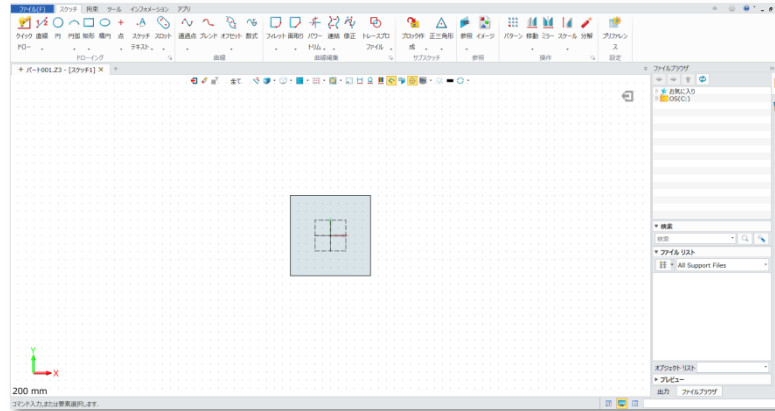 ファイル(F) スケッチ 拘束 ツール インフォメーション アプリ
クイック 直線 円 円弧 矩形 楕円 点 スケッチ スロット 通過点 ブレンド オフセット 数式 フィレット 面取り パワー 連結 修正 トレースプロ ブロック作 正三角形 参照 イメージ パターン 移動 ミラー スケール 分解 プリファレン
ドロー テキスト トリム ファイル 成 ス
ドローイング 曲線 曲線編集 サブスケッチ 参照 操作 設定
+ パート001.Z3 - [スケッチ1] × +
全て
ファイルブラウザ
お気に入り
OS(C:)
検索
検索
ファイル リスト
All Support Files
オブジェクト リスト
プレビュー
出力 ファイルブラウザ
Y
X
200 mm
コマンド入力、または要素選択します.